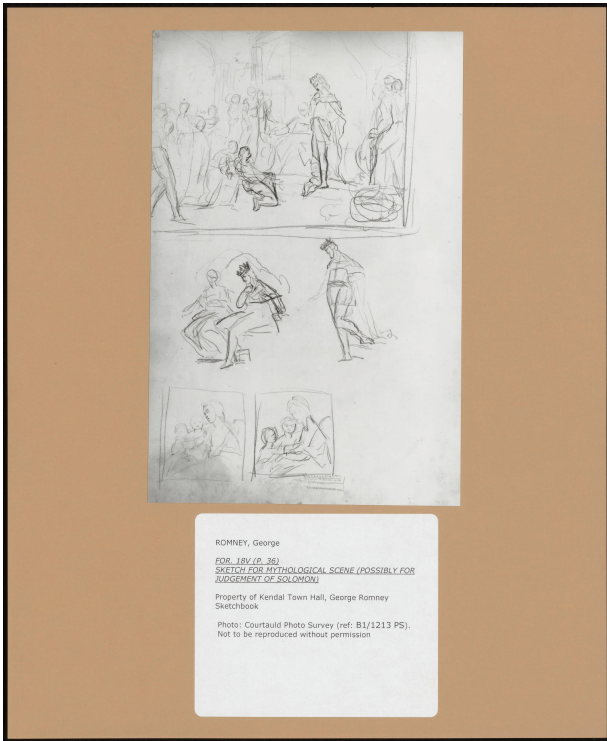 ROMNEY, George
FOR. 18V (P. 36)
SKETCH FOR MYTHOLOGICAL SCENE (POSSIBLY FOR
JUDGEMENT OF SOLOMON)
Property of Kendal Town Hall, George Romney
Sketchbook
Photo: Courtauld Photo Survey (ref: B1/1213 PS).
Not to be reproduced without permission